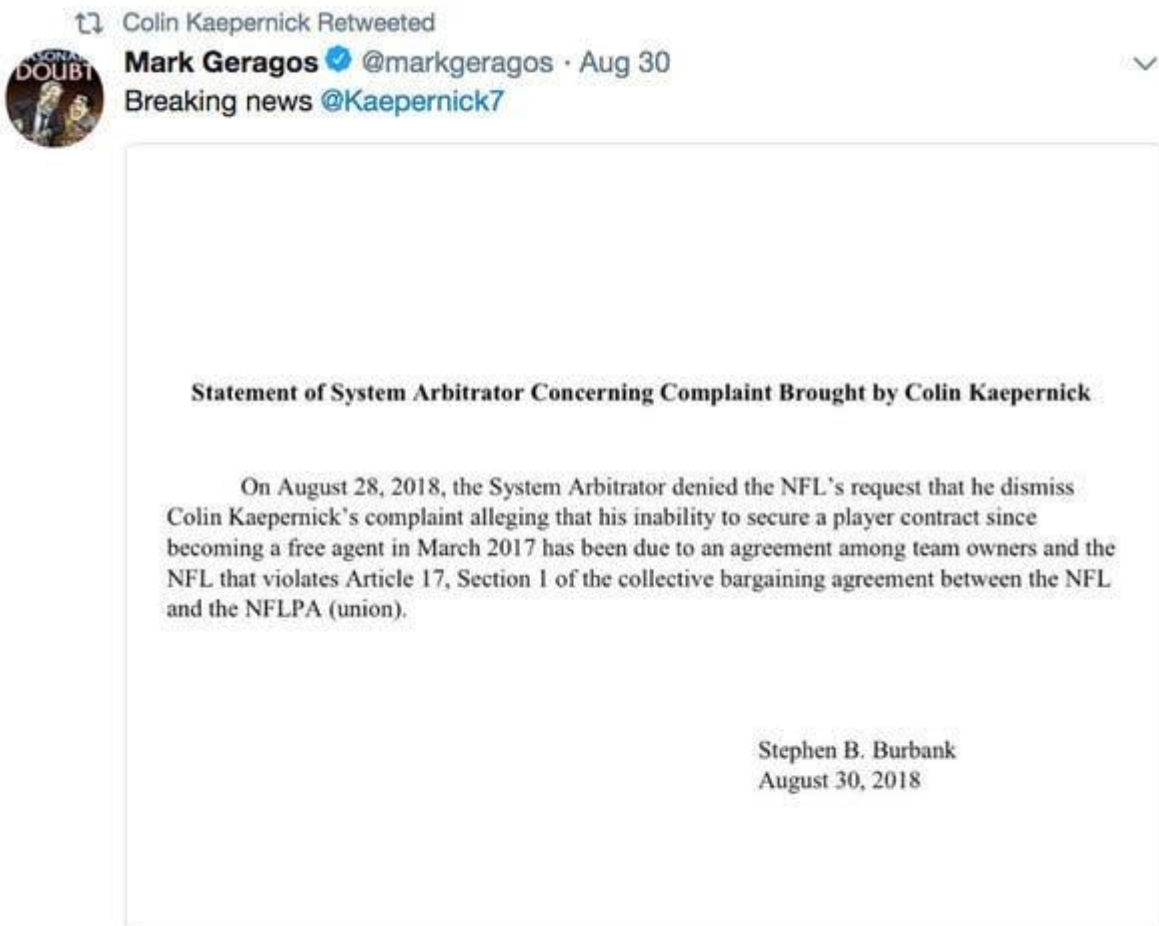 Colin Kaepernick Retweeted
Mark Geragos @markgeragos · Aug 30
Breaking news @Kaepernick7
DOUBT
Statement of System Arbitrator Concerning Complaint Brought by Colin Kaepernick
On August 28, 2018, the System Arbitrator denied the NFL’s request that he dismiss
Colin Kaepernick’s complaint alleging that his inability to secure a player contract since
becoming a free agent in March 2017 has been due to an agreement among team owners and the
NFL that violates Article 17, Section 1 of the collective bargaining agreement between the NFL
and the NFLPA (union).
Stephen B. Burbank
August 30, 2018